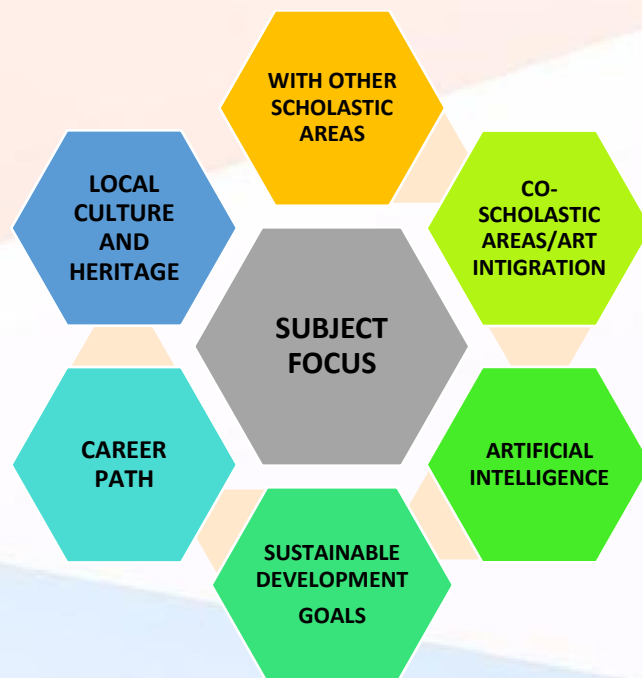 WITH OTHER
SCHOLASTIC
AREAS
CO-
SCHOLASTIC
AREAS/ART
INTIGRATION
ARTIFICIAL
INTELLIGENCE
SUSTAINABLE
DEVELOPMENT
GOALS
CAREER
PATH
LOCAL
CULTURE
AND
HERITAGE
SUBJECT
FOCUS